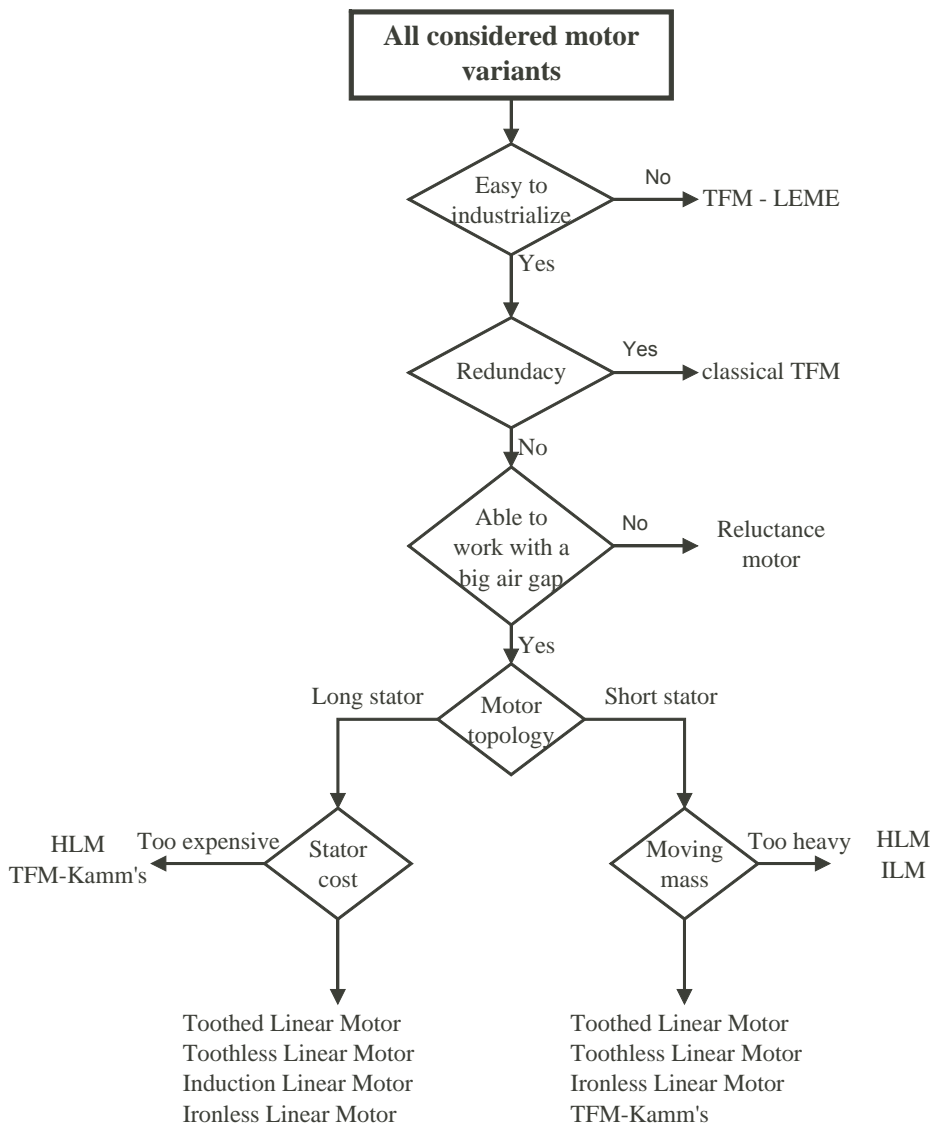 All considered motor
variants
Easy to
industrialize
No
TFM - LEME
Yes
Redundacy
Yes
classical TFM
No
Able to
work with a
big air gap
No
Reluctance
motor
Yes
Long stator
Motor
topology
Short stator
HLM
TFM-Kamm's
Too expensive
Stator
cost
Moving
mass
Too heavy
HLM
ILM
Toothed Linear Motor
Toothless Linear Motor
Induction Linear Motor
Ironless Linear Motor
Toothed Linear Motor
Toothless Linear Motor
Ironless Linear Motor
TFM-Kamm's